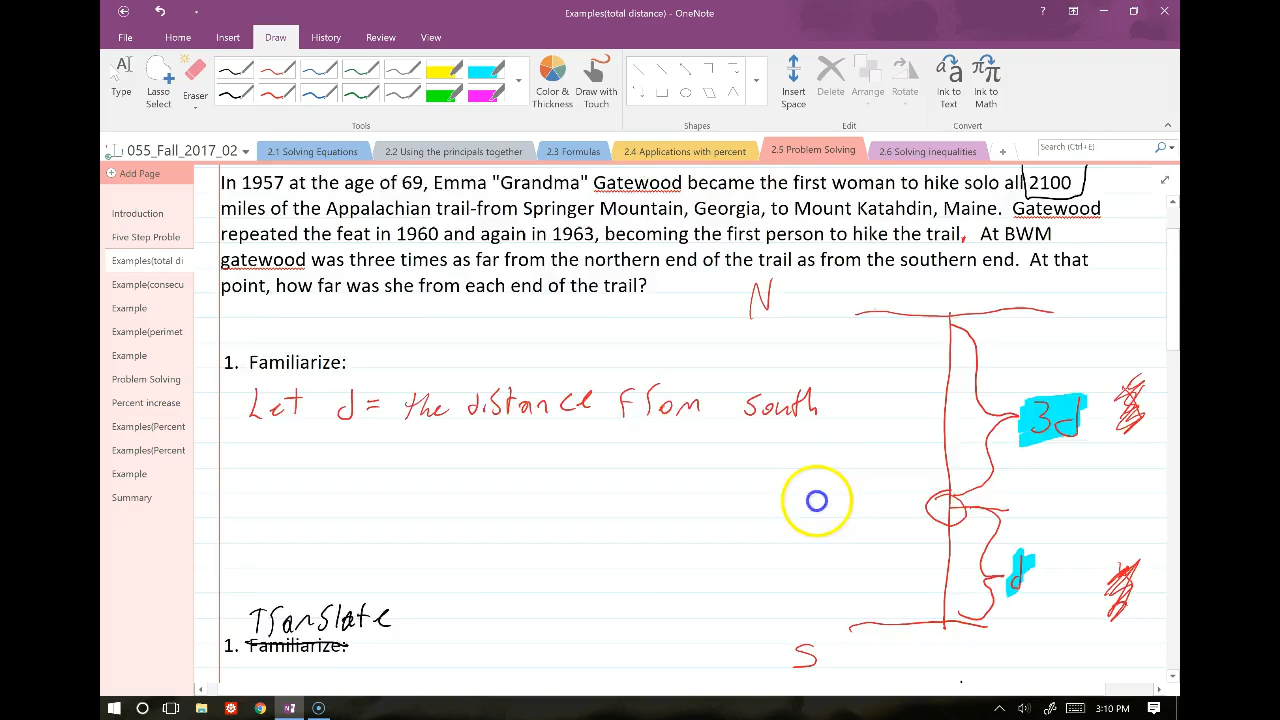 Examples(total distance) - OneNote
File Home Insert Draw History Review View
Type Lasso Select Eraser Color & Thickness Draw with Touch Insert Space Delete Arrange Rotate Ink to Text Ink to Math
Tools Shapes Edit Convert
055_Fall_2017_02 2.1 Solving Equations 2.2 Using the principals together 2.3 Formulas 2.4 Applications with percent 2.5 Problem Solving 2.6 Solving inequalities Search (Ctrl+E)
Add Page
Introduction
Five Step Proble
Examples(total di
Example(consecu
Example
Example(perimet
Example
Problem Solving
Percent increase
Examples(Percent
Examples(Percent
Example
Summary
In 1957 at the age of 69, Emma "Grandma" Gatewood became the first woman to hike solo all 2100
miles of the Appalachian trail-from Springer Mountain, Georgia, to Mount Katahdin, Maine. Gatewood
repeated the feat in 1960 and again in 1963, becoming the first person to hike the trail, At BWM
gatewood was three times as far from the northern end of the trail as from the southern end. At that
point, how far was she from each end of the trail?
N
1. Familiarize:
Let d = the distance from south
3d
d
Translate
1. Familiarize:
S
3:10 PM